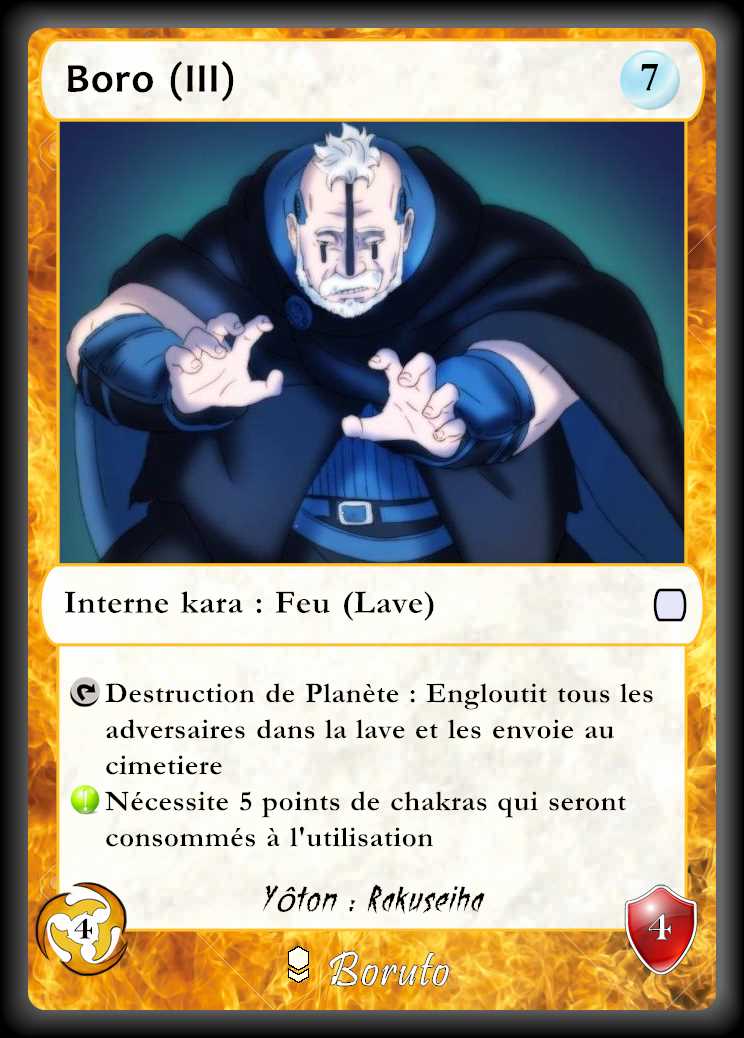 Boro (III)
7
Interne kara : Feu (Lave)
Destruction de Planète : Engloutit tous les
adversaires dans la lave et les envoie au
cimetiere
Nécessite 5 points de chakras qui seront
consommés à l'utilisation
Yôton : Rakuseiha
4
4
Boruto